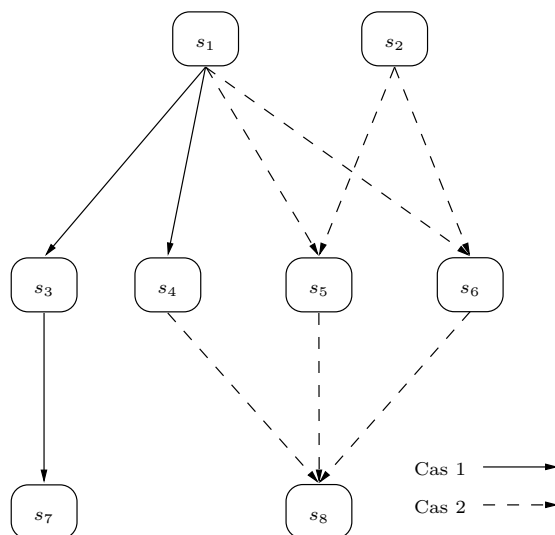 s₁ s₂
s₃ s₄ s₅ s₆
Cas 1
Cas 2
s₇ s₈